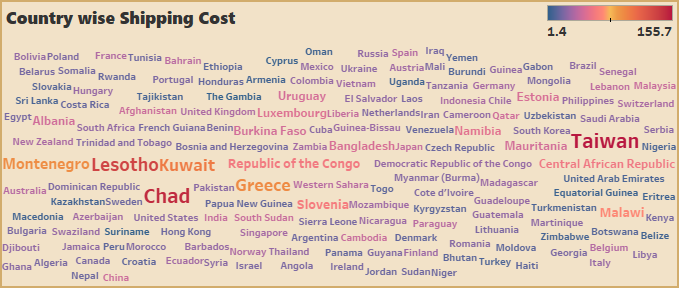 Country wise Shipping Cost
1.4 155.7
Oman
Bolivia Poland France Tunisia Bahrain Ethiopia Cyprus Mexico Russia Spain Iraq Yemen
Belarus Somalia Rwanda Portugal Honduras Armenia Colombia Ukraine Austria Mali Burundi Guinea Gabon Brazil Senegal
Slovakia Hungary Vietnam Uganda Tanzania Germany Mongolia Lebanon Malaysia
Sri Lanka Costa Rica Tajikistan The Gambia Uruguay El Salvador Laos Indonesia Chile Estonia Philippines Switzerland
Egypt Albania Afghanistan United Kingdom Luxembourg Liberia Netherlands Iran Cameroon Qatar Uzbekistan Saudi Arabia
South Africa French Guiana Benin Burkina Faso Cuba Guinea-Bissau Venezuela Namibia South Korea Taiwan Serbia
New Zealand Trinidad and Tobago Bosnia and Herzegovina Zambia Bangladesh Japan Czech Republic Mauritania Nigeria
Montenegro Lesotho Kuwait Republic of the Congo Democratic Republic of the Congo Central African Republic
Australia Dominican Republic Chad Pakistan Greece Western Sahara Togo Myanmar (Burma) Madagascar United Arab Emirates
Kazakhstan Sweden Papua New Guinea Slovenia Mozambique Cote d'Ivoire Guadeloupe Equatorial Guinea Eritrea
Macedonia Azerbaijan United States India South Sudan Sierra Leone Nicaragua Kyrgyzstan Guatemala Turkmenistan Malawi Kenya
Bulgaria Swaziland Suriname Hong Kong Singapore Argentina Cambodia Paraguay Denmark Lithuania Martinique Zimbabwe Botswana Belize
Djibouti Jamaica Peru Morocco Barbados Norway Thailand Panama Guyana Finland Romania Moldova Georgia Belgium Libya
Ghana Algeria Canada Croatia Ecuador Syria Israel Angola Ireland Jordan Sudan Niger Bhutan Turkey Haiti Italy
Nepal China